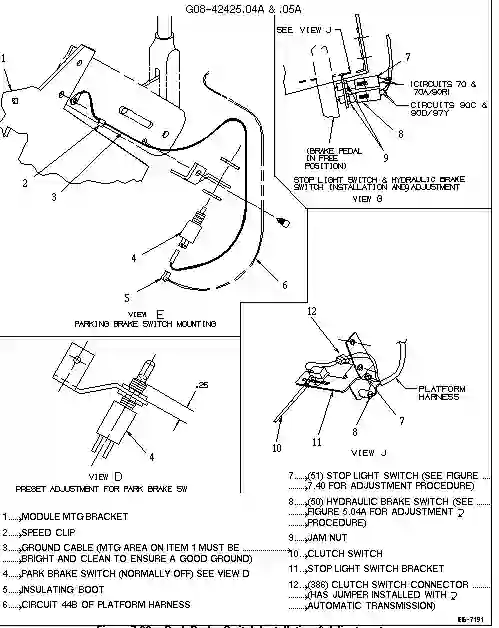 G08-42425.04A & .05A
SEE VIEW J
7
(CIRCUITS 70 &
70A/90R)
CIRCUITS 90C &
90D/97Y
8
9
(BRAKE PEDAL
IN FREE
POSITION)
STOP LIGHT SWITCH & HYDRAULIC BRAKE
SWITCH INSTALLATION AND ADJUSTMENT
VIEW G
1
2
3
4
5
6
VIEW E
PARKING BRAKE SWITCH MOUNTING
12
PLATFORM
HARNESS
7
8
11
10
VIEW J
.25
4
VIEW D
PRESET ADJUSTMENT FOR PARK BRAKE SW
1.....MODULE MTG BRACKET
2.....SPEED CLIP
3.....GROUND CABLE (MTG AREA ON ITEM 1 MUST BE
BRIGHT AND CLEAN TO ENSURE A GOOD GROUND)
4.....PARK BRAKE SWITCH (NORMALLY OFF) SEE VIEW D
5.....INSULATING BOOT
6.....CIRCUIT 44B OF PLATFORM HARNESS
7.....(51) STOP LIGHT SWITCH (SEE FIGURE
7.40 FOR ADJUSTMENT PROCEDURE)
8.....(50) HYDRAULIC BRAKE SWITCH (SEE
FIGURE 5.04A FOR ADJUSTMENT
PROCEDURE)
9.....JAM NUT
10...CLUTCH SWITCH
11...STOP LIGHT SWITCH BRACKET
12...(386) CLUTCH SWITCH CONNECTOR
(HAS JUMPER INSTALLED WITH
AUTOMATIC TRANSMISSION)